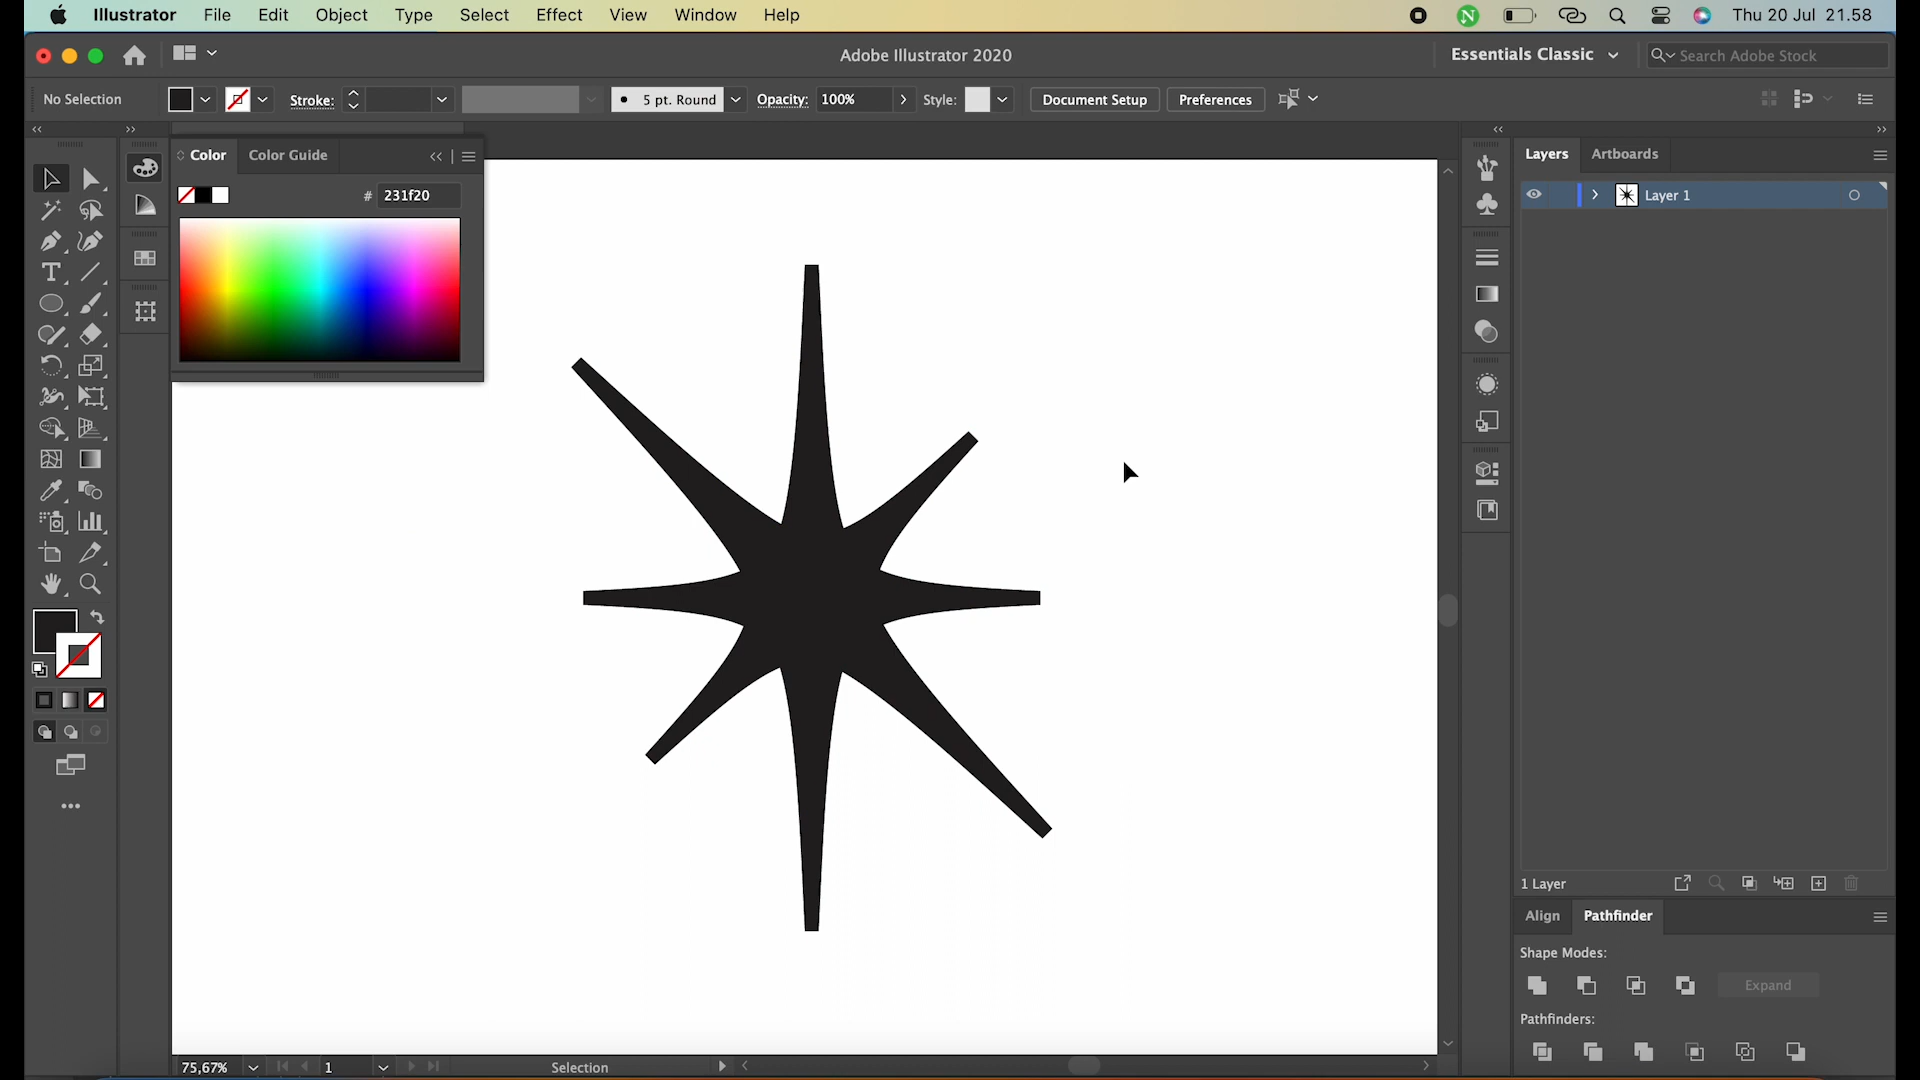 Illustrator File Edit Object Type Select Effect View Window Help
N
Thu 20 Jul 21.58
Adobe Illustrator 2020
Essentials Classic
Search Adobe Stock
No Selection
Stroke:
5 pt. Round
Opacity: 100%
Style:
Document Setup
Preferences
Color
Color Guide
# 231f20
Layers
Artboards
Layer 1
T
1 Layer
Align
Pathfinder
Shape Modes:
Expand
Pathfinders:
75,67%
1
Selection